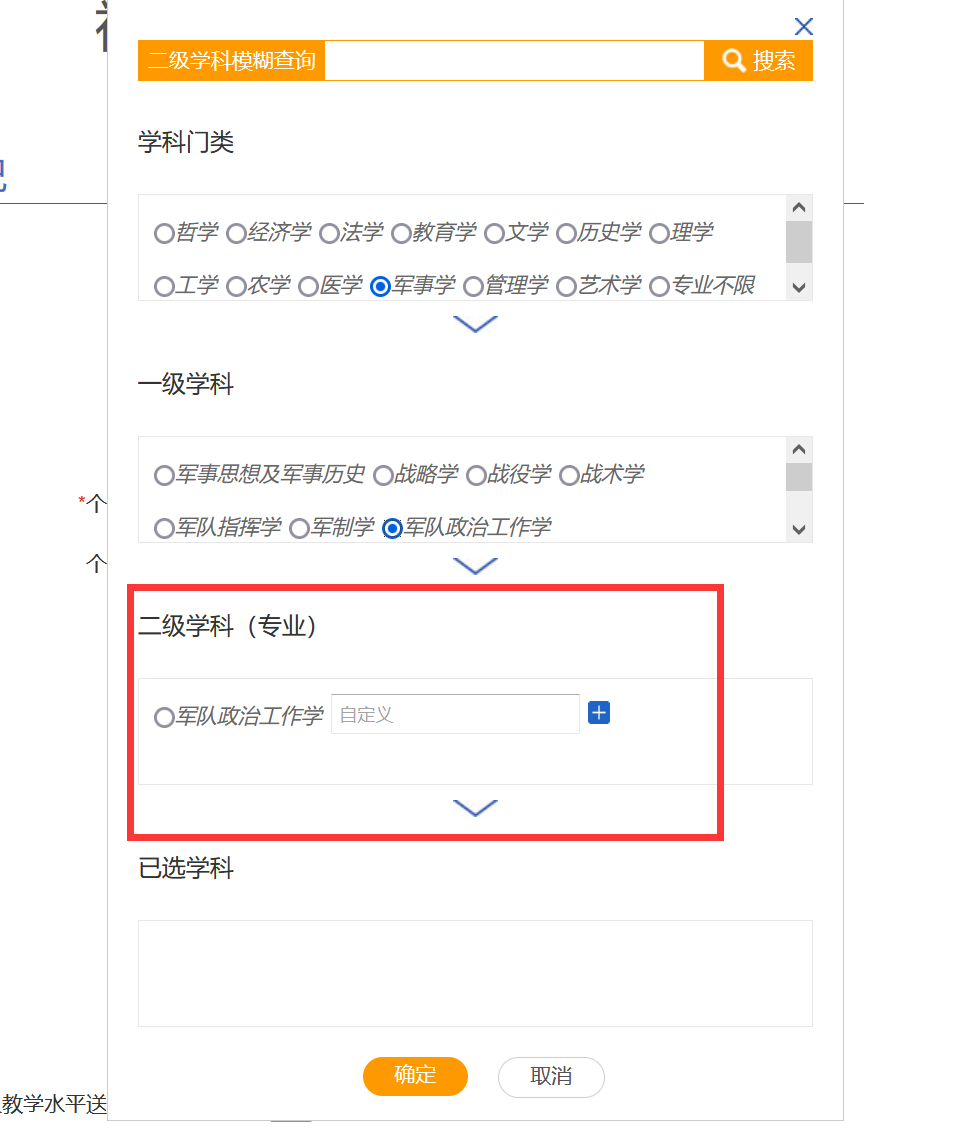 二级学科模糊查询 搜索
学科门类
哲学 经济学 法学 教育学 文学 历史学 理学
工学 农学 医学 军事学 管理学 艺术学 专业不限
一级学科
军事思想及军事历史 战略学 战役学 战术学
军队指挥学 军制学 军队政治工作学
*个
个
二级学科（专业）
军队政治工作学 自定义
已选学科
确定 取消
教学水平送